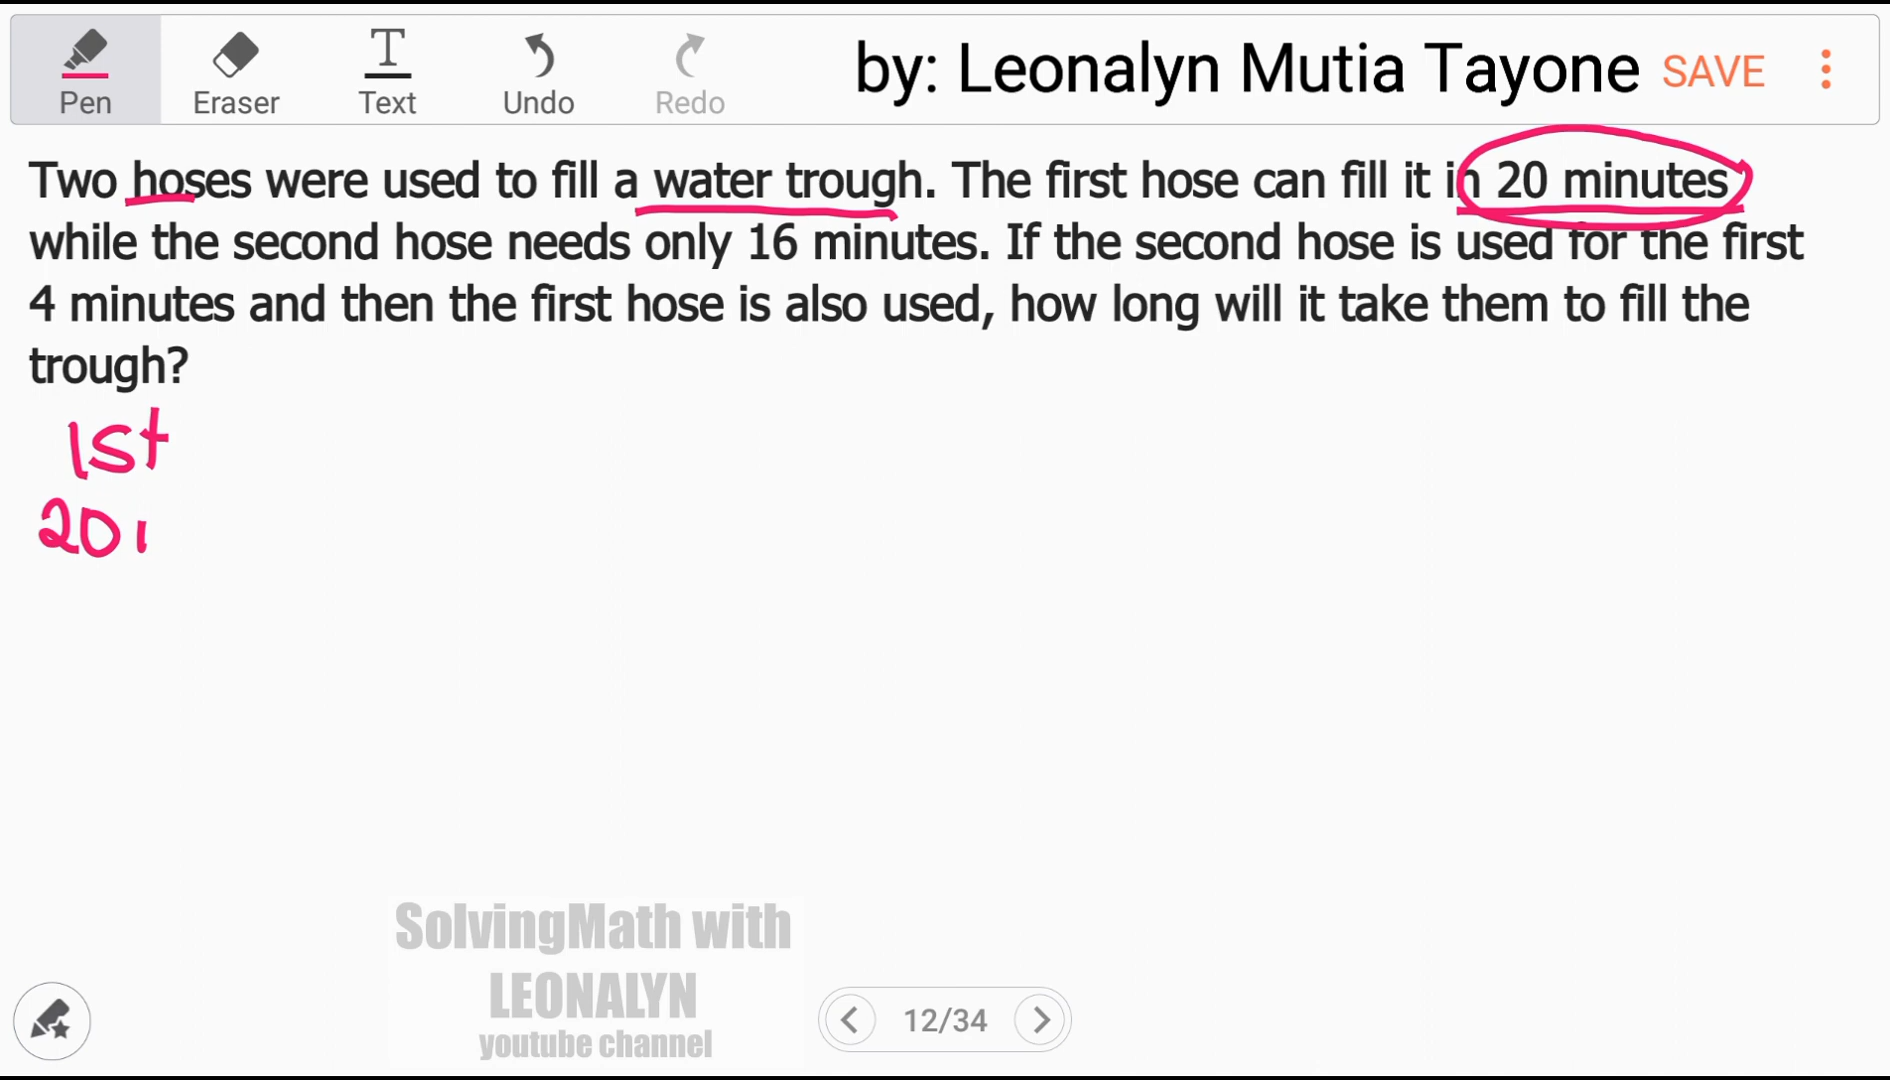 Pen Eraser Text Undo Redo by: Leonalyn Mutia Tayone SAVE
Two hoses were used to fill a water trough. The first hose can fill it in 20 minutes
while the second hose needs only 16 minutes. If the second hose is used for the first
4 minutes and then the first hose is also used, how long will it take them to fill the
trough?
1st
20
SolvingMath with
LEONALYN
youtube channel
12/34